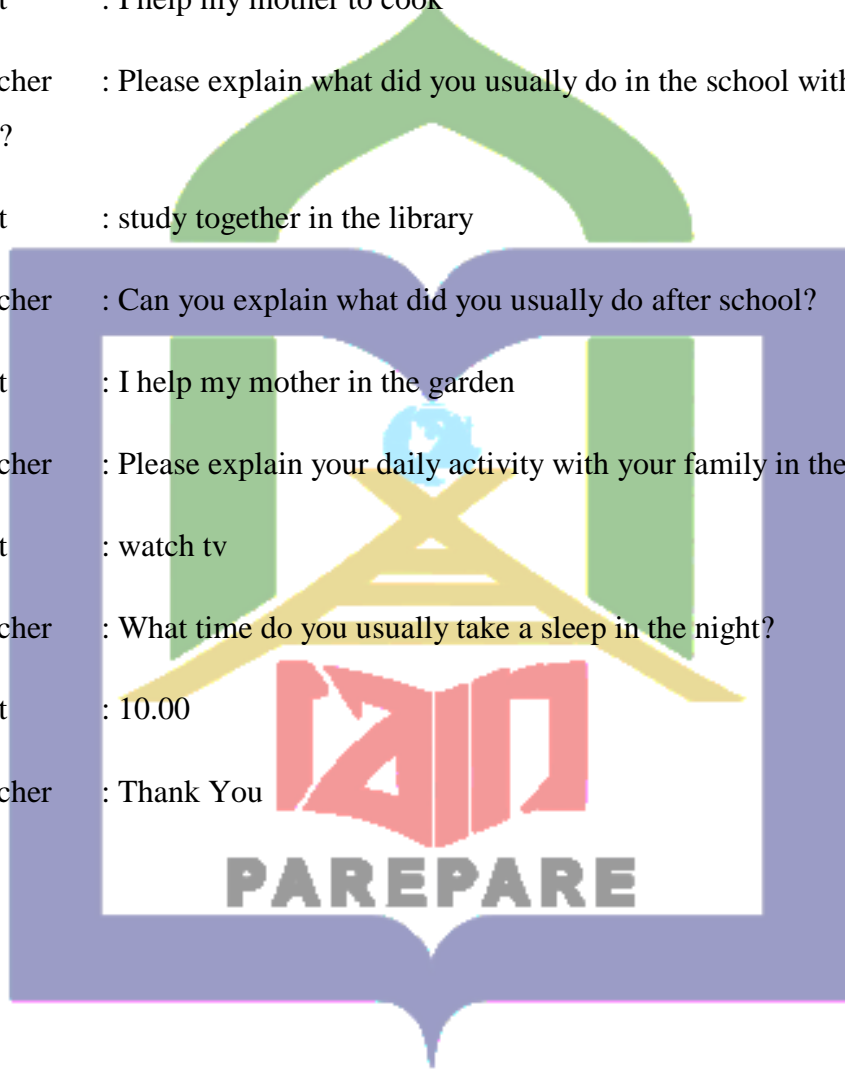 t : I help my mother to cook
cher : Please explain what did you usually do in the school with
?
t : study together in the library
cher : Can you explain what did you usually do after school?
t : I help my mother in the garden
cher : Please explain your daily activity with your family in the
t : watch tv
cher : What time do you usually take a sleep in the night?
t : 10.00
cher : Thank You
iain
PAREPARE